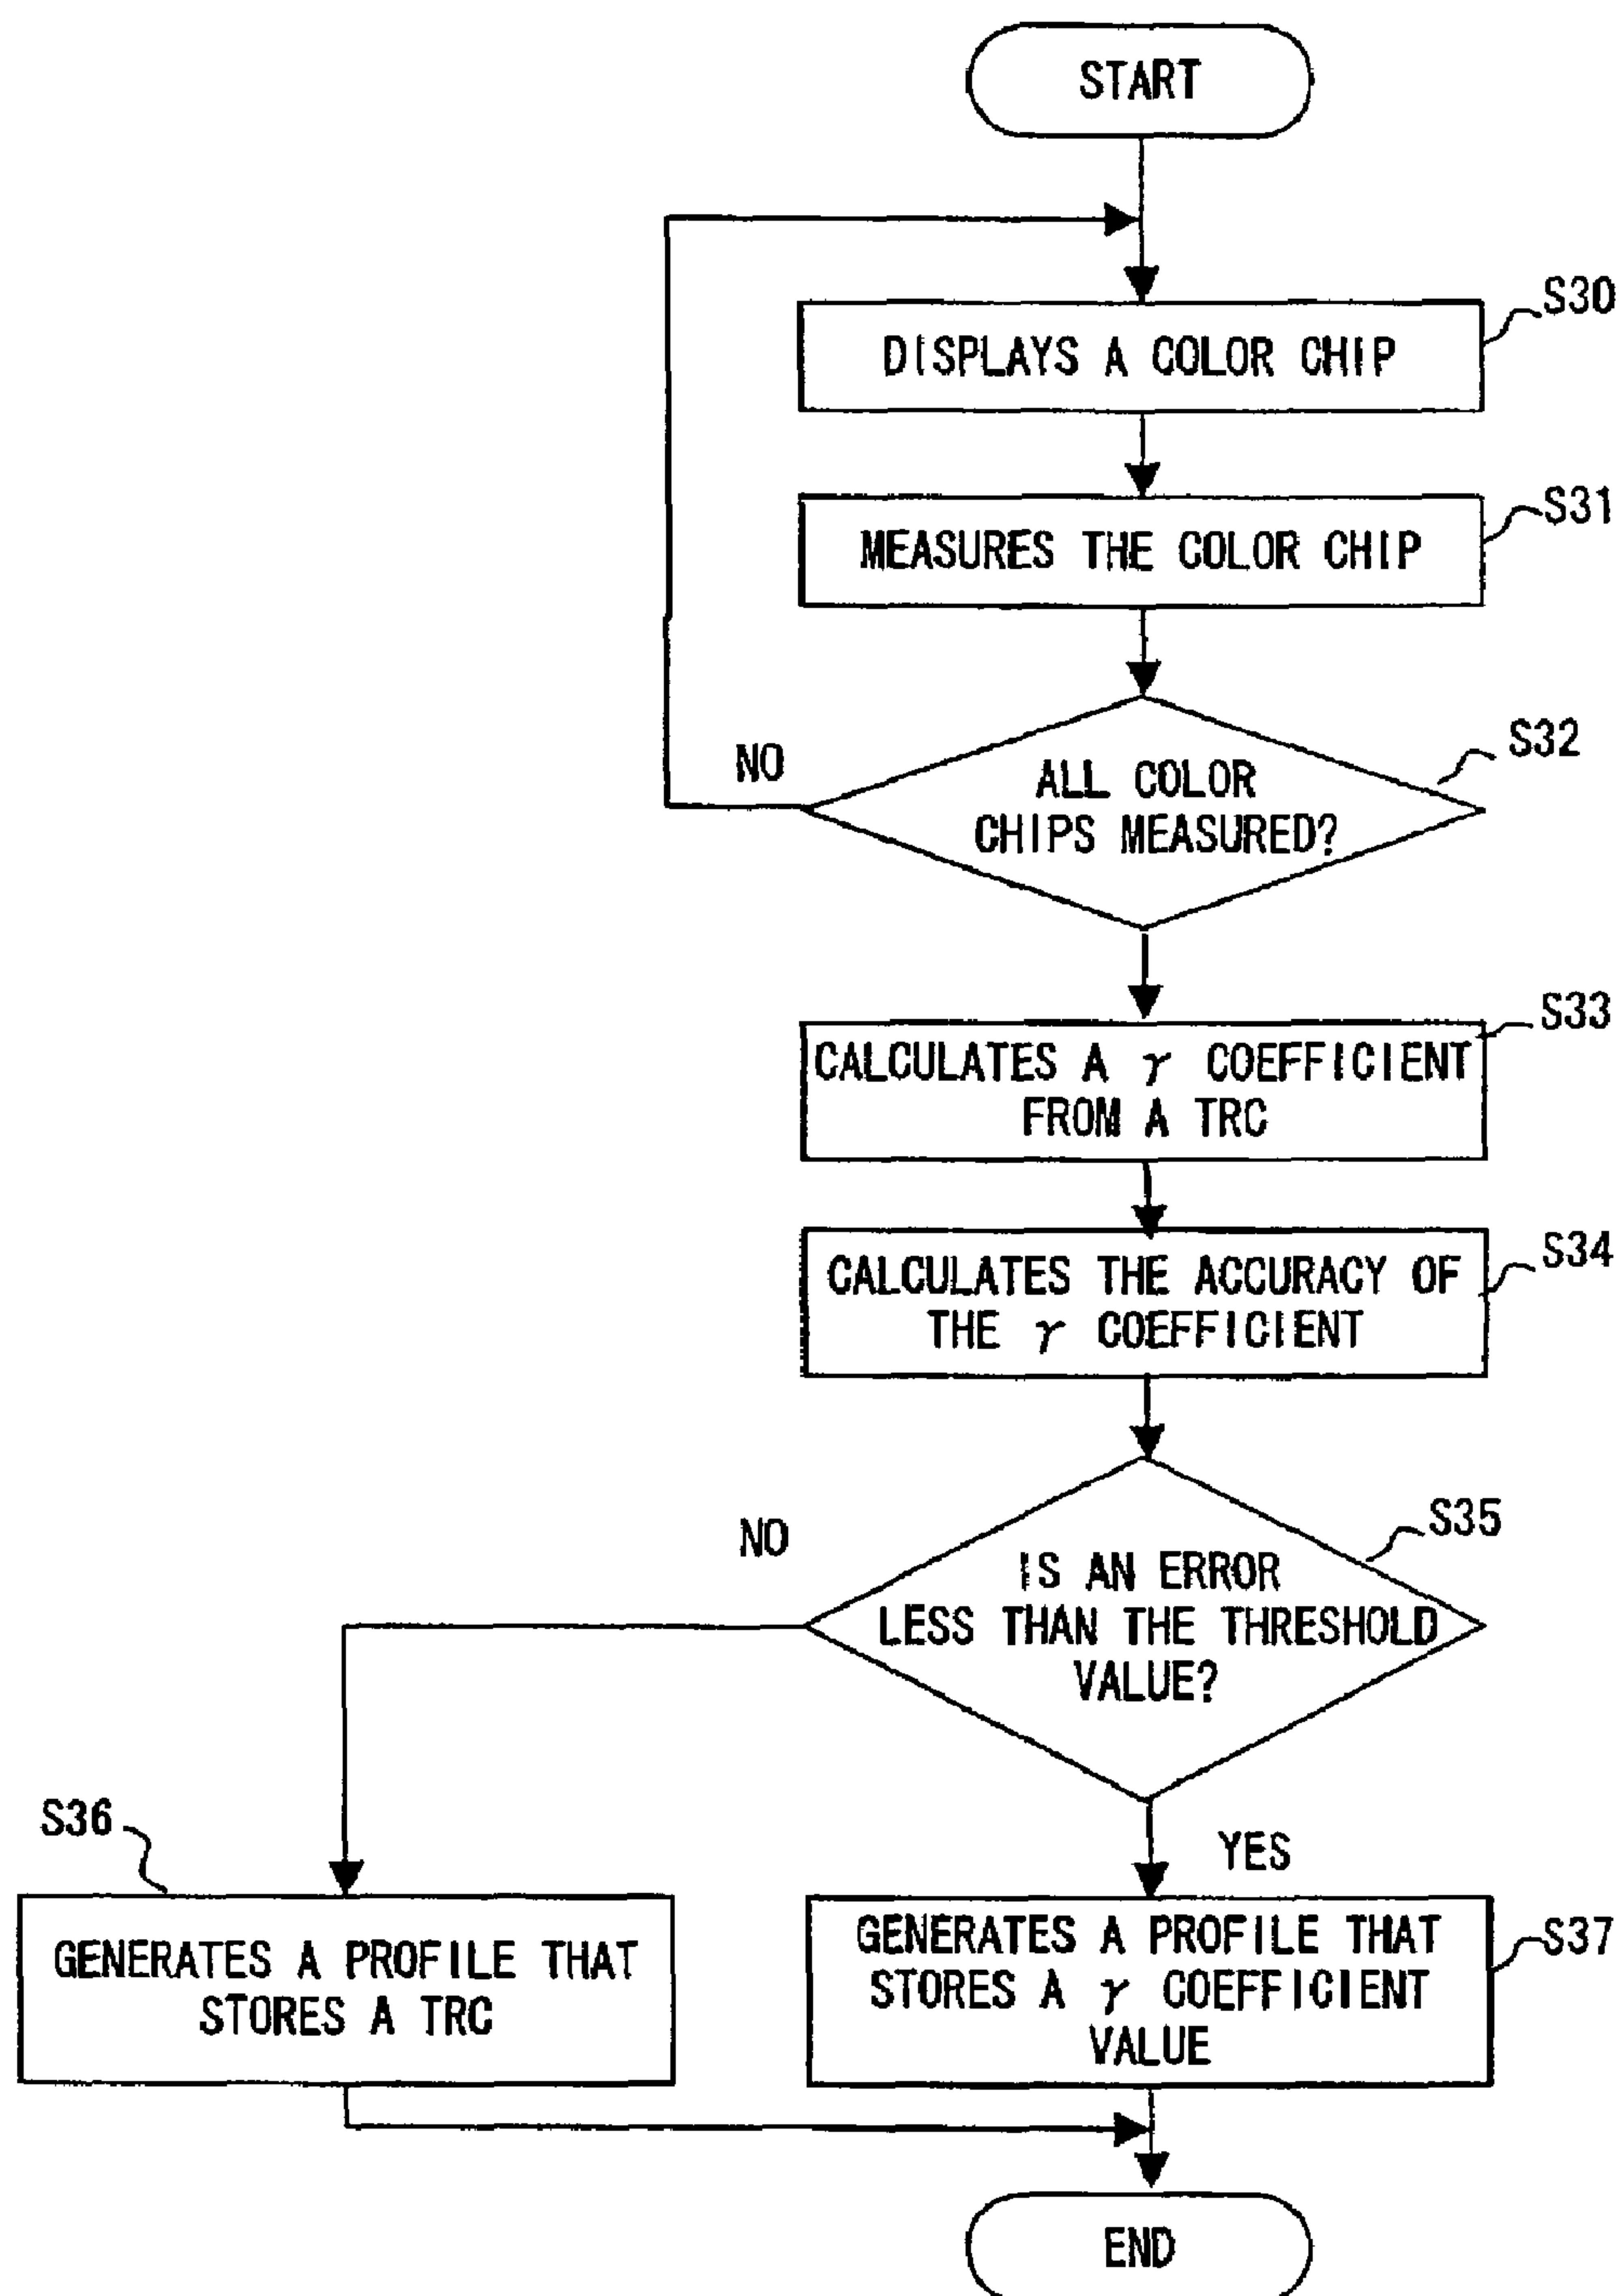 START
S30
DISPLAYS A COLOR CHIP
S31
MEASURES THE COLOR CHIP
S32
NO
ALL COLOR
CHIPS MEASURED?
S33
CALCULATES A γ COEFFICIENT
FROM A TRC
S34
CALCULATES THE ACCURACY OF
THE γ COEFFICIENT
S35
NO
IS AN ERROR
LESS THAN THE THRESHOLD
VALUE?
S36
YES
GENERATES A PROFILE THAT
STORES A TRC
GENERATES A PROFILE THAT
STORES A γ COEFFICIENT
VALUE
S37
END